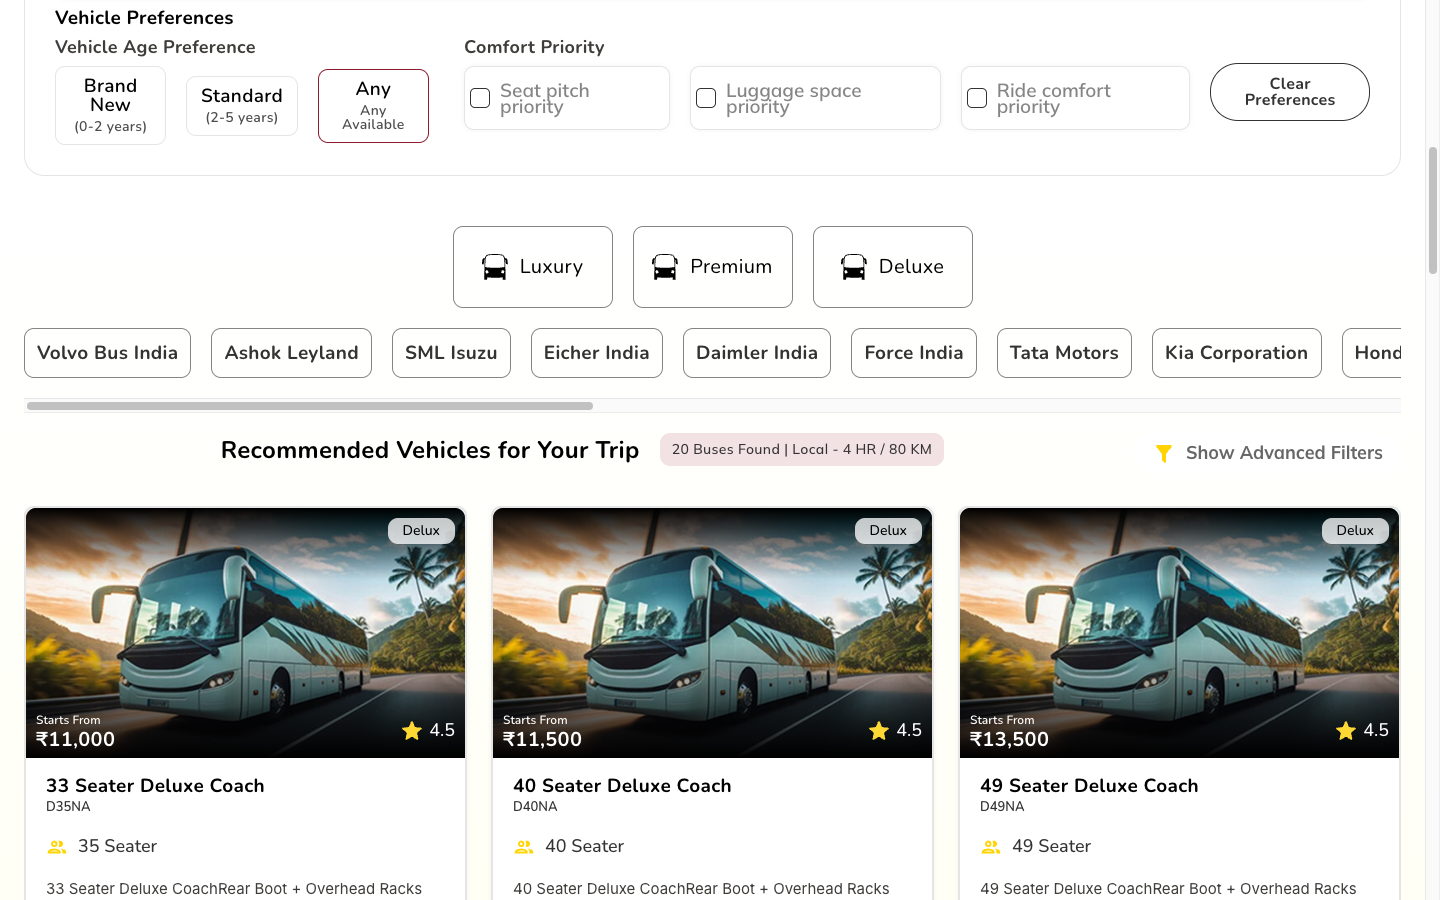 Vehicle Preferences
Vehicle Age Preference
Comfort Priority
Brand
New
(0-2 years)
Standard
(2-5 years)
Any
Any
Available
Seat pitch
priority
Luggage space
priority
Ride comfort
priority
Clear
Preferences
Luxury
Premium
Deluxe
Volvo Bus India
Ashok Leyland
SML Isuzu
Eicher India
Daimler India
Force India
Tata Motors
Kia Corporation
Hond
Recommended Vehicles for Your Trip
20 Buses Found | Local - 4 HR / 80 KM
Show Advanced Filters
Delux
Starts From
₹11,000
4.5
33 Seater Deluxe Coach
D35NA
35 Seater
33 Seater Deluxe CoachRear Boot + Overhead Racks
Delux
Starts From
₹11,500
4.5
40 Seater Deluxe Coach
D40NA
40 Seater
40 Seater Deluxe CoachRear Boot + Overhead Racks
Delux
Starts From
₹13,500
4.5
49 Seater Deluxe Coach
D49NA
49 Seater
49 Seater Deluxe CoachRear Boot + Overhead Racks